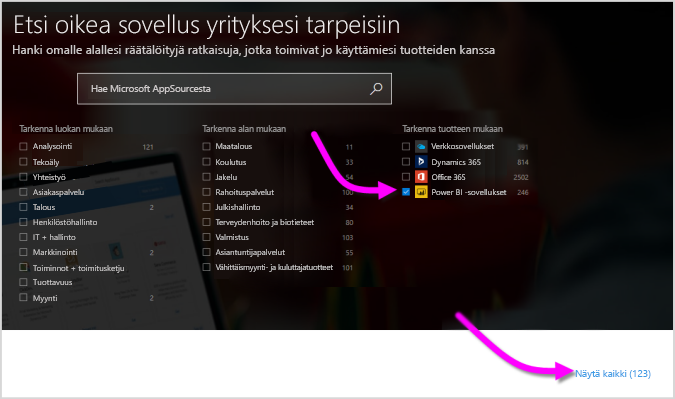 Etsi oikea sovellus yrityksesi tarpeisiin
Hanki omalle alallesi räätälöityjä ratkaisuja, jotka toimivat jo käyttämiesi tuotteiden kanssa
Hae Microsoft AppSourcesta
Tarkenna luokan mukaan
Analysointi 121
Tekoäly
Yhteistyö
Asiakaspalvelu
Talous 2
Henkilöstöhallinto
IT + hallinto
Markkinointi 2
Toiminnot + toimitusketju
Tuottavuus
Myynti 2
Tarkenna alan mukaan
Maatalous 11
Koulutus 33
Jakelu 54
Rahoituspalvelut 100
Julkishallinto 34
Terveydenhoito ja biotieteet 80
Valmistus 103
Asiantuntijapalvelut 55
Vähittäismyynti- ja kuluttajatuotteet 101
Tarkenna tuotteen mukaan
Verkkosovellukset 391
Dynamics 365 814
Office 365 2502
Power BI -sovellukset 246
Näytä kaikki (123)